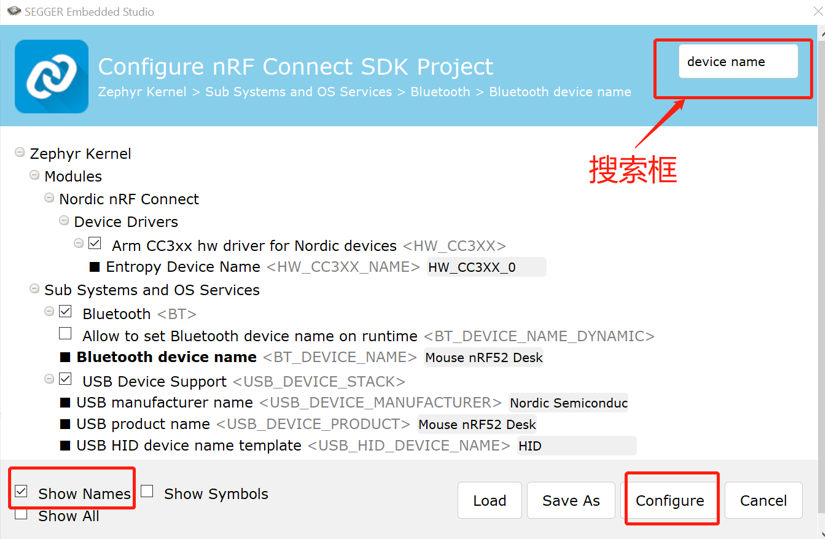 SEGGER Embedded Studio
Configure nRF Connect SDK Project
device name
Zephyr Kernel > Sub Systems and OS Services > Bluetooth > Bluetooth device name
搜索框
Zephyr Kernel
Modules
Nordic nRF Connect
Device Drivers
Arm CC3xx hw driver for Nordic devices <HW_CC3XX>
Entropy Device Name <HW_CC3XX_NAME> HW_CC3XX_0
Sub Systems and OS Services
Bluetooth <BT>
Allow to set Bluetooth device name on runtime <BT_DEVICE_NAME_DYNAMIC>
Bluetooth device name <BT_DEVICE_NAME> Mouse nRF52 Desk
USB Device Support <USB_DEVICE_STACK>
USB manufacturer name <USB_DEVICE_MANUFACTURER> Nordic Semiconduc
USB product name <USB_DEVICE_PRODUCT> Mouse nRF52 Desk
USB HID device name template <USB_HID_DEVICE_NAME> HID
Show Names Show Symbols
Show All
Load Save As Configure Cancel